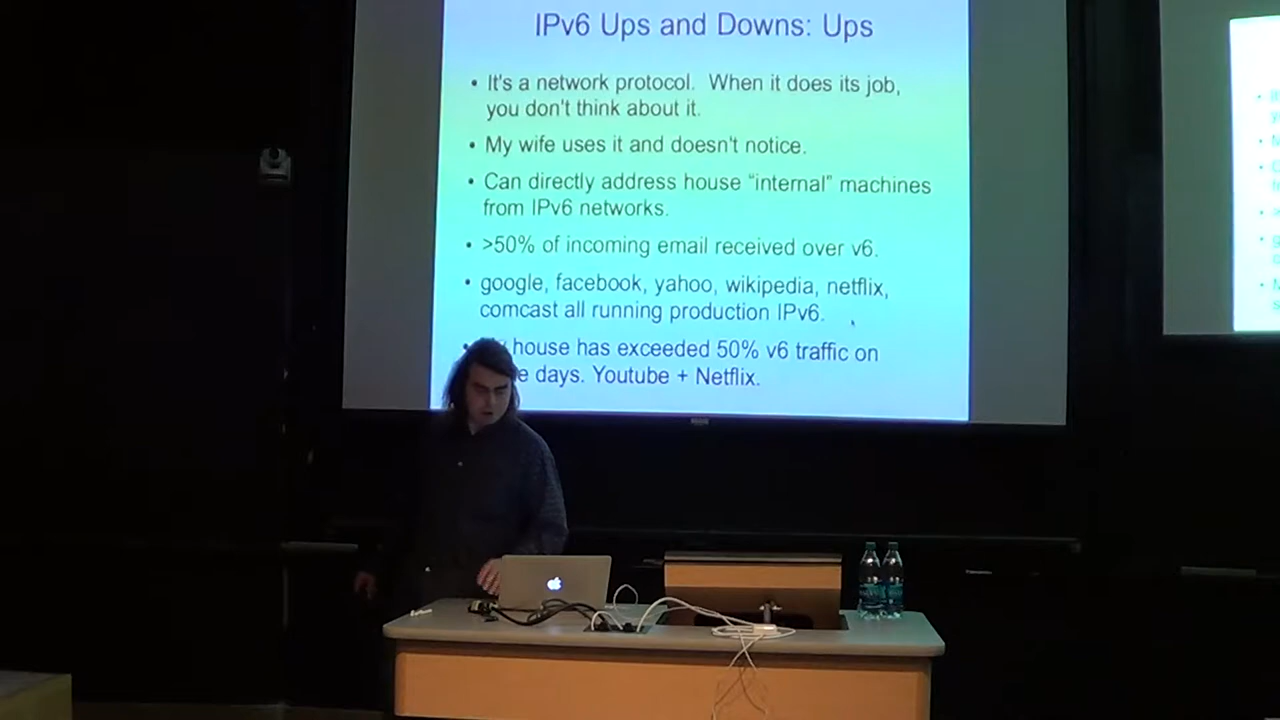 IPv6 Ups and Downs: Ups
• It's a network protocol. When it does its job,
you don't think about it.
• My wife uses it and doesn't notice.
• Can directly address house “internal” machines
from IPv6 networks.
• >50% of incoming email received over v6.
• google, facebook, yahoo, wikipedia, netflix,
comcast all running production IPv6.
• house has exceeded 50% v6 traffic on
days. Youtube + Netflix.